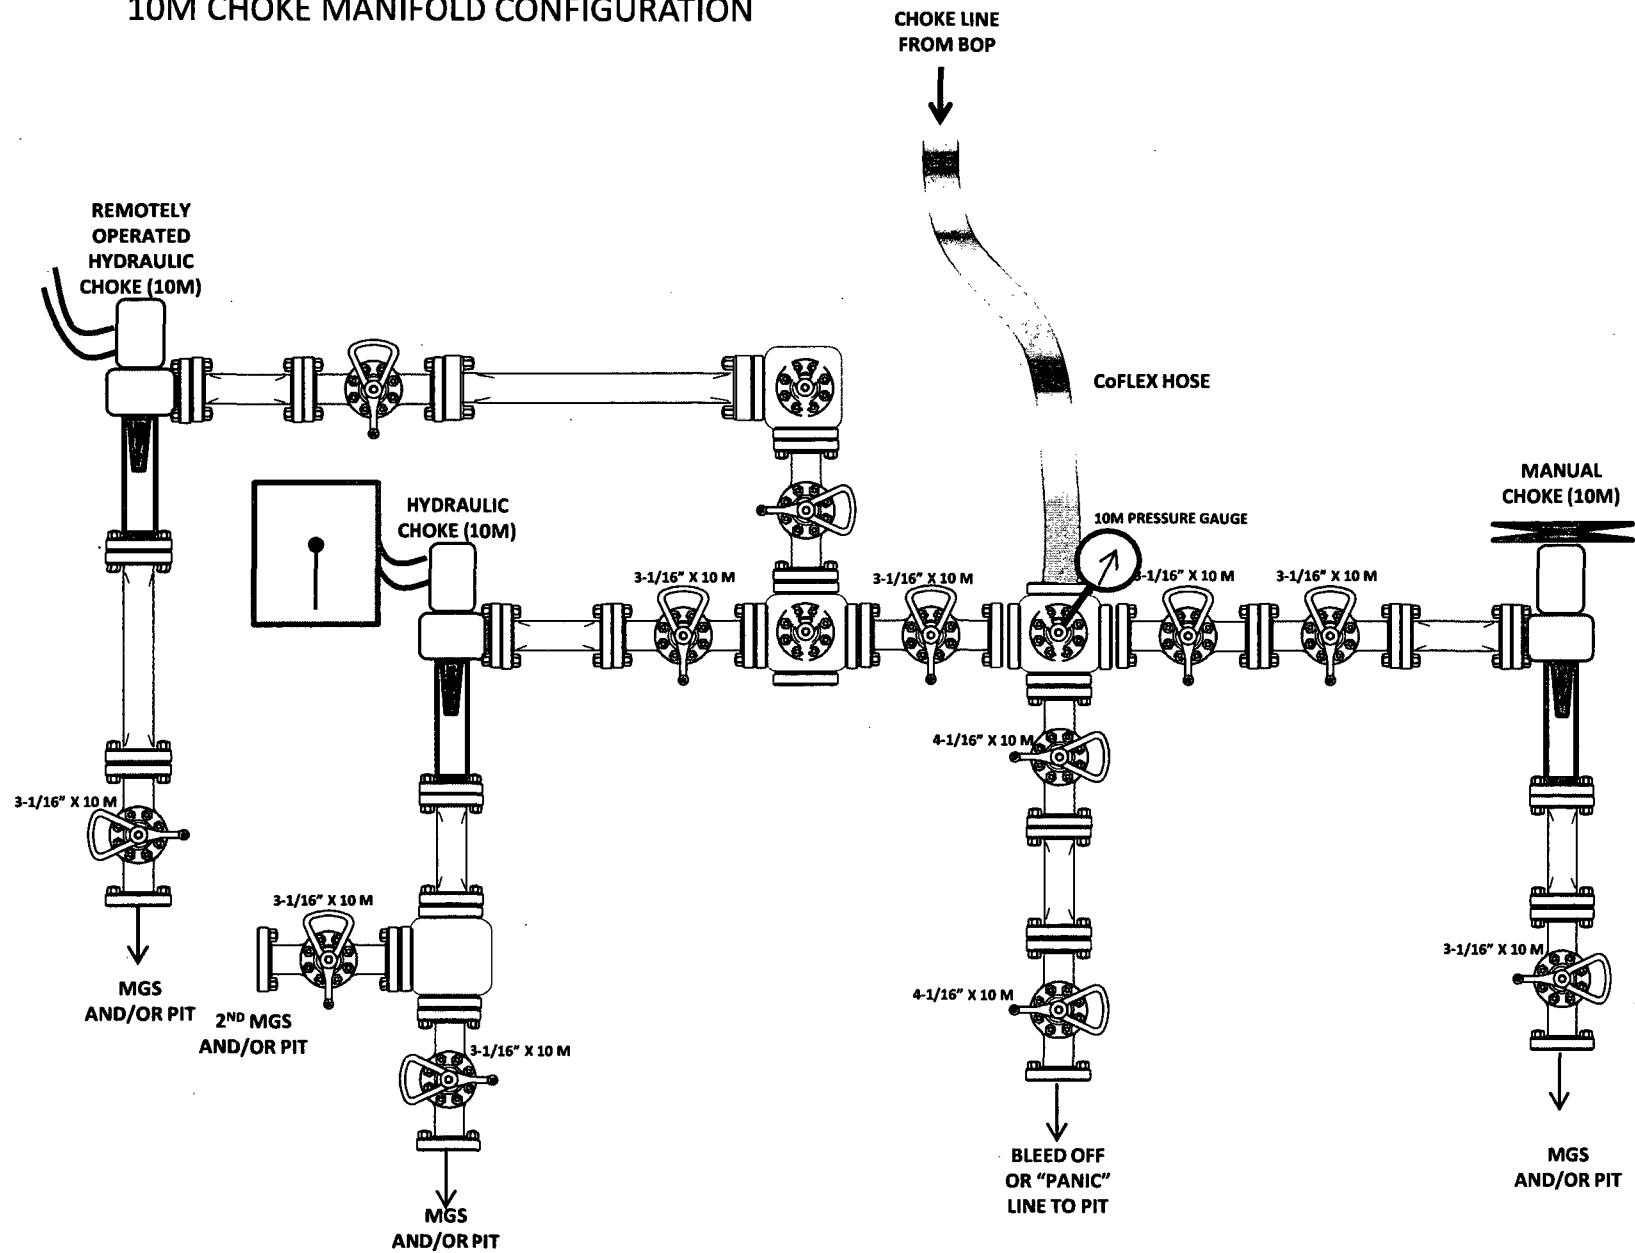 10M CHOKE MANIFOLD CONFIGURATION
CHOKE LINE
FROM BOP
REMOTELY
OPERATED
HYDRAULIC
CHOKE (10M)
CoFLEX HOSE
HYDRAULIC
CHOKE (10M)
MANUAL
CHOKE (10M)
10M PRESSURE GAUGE
3-1/16" X 10 M
3-1/16" X 10 M
3-1/16" X 10 M
3-1/16" X 10 M
4-1/16" X 10 M
3-1/16" X 10 M
3-1/16" X 10 M
3-1/16" X 10 M
4-1/16" X 10 M
MGS
AND/OR PIT
2ND MGS
AND/OR PIT
3-1/16" X 10 M
BLEED OFF
OR “PANIC”
LINE TO PIT
MGS
AND/OR PIT
MGS
AND/OR PIT